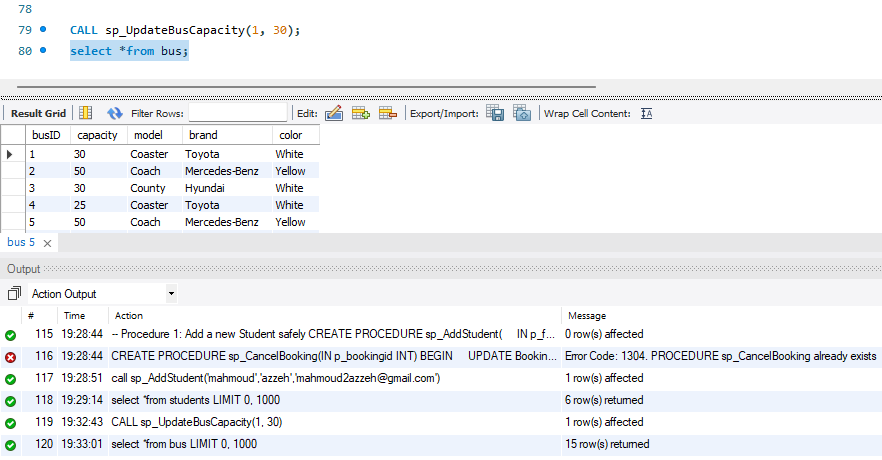 78
79 CALL sp_UpdateBusCapacity(1, 30);
80 select *from bus;
Result Grid Filter Rows: Edit: Export/Import: Wrap Cell Content:
busID capacity model brand color
1 30 Coaster Toyota White
2 50 Coach Mercedes-Benz Yellow
3 30 County Hyundai White
4 25 Coaster Toyota White
5 50 Coach Mercedes-Benz Yellow
bus 5
Output
Action Output
# Time Action Message
115 19:28:44 -- Procedure 1: Add a new Student safely CREATE PROCEDURE sp_AddStudent( IN p_f... 0 row(s) affected
116 19:28:44 CREATE PROCEDURE sp_CancelBooking(IN p_bookingid INT) BEGIN UPDATE Bookin... Error Code: 1304. PROCEDURE sp_CancelBooking already exists
117 19:28:51 call sp_AddStudent('mahmoud','azzeh','mahmoud2azzeh@gmail.com') 1 row(s) affected
118 19:29:14 select *from students LIMIT 0, 1000 6 row(s) returned
119 19:32:43 CALL sp_UpdateBusCapacity(1, 30) 1 row(s) affected
120 19:33:01 select *from bus LIMIT 0, 1000 15 row(s) returned